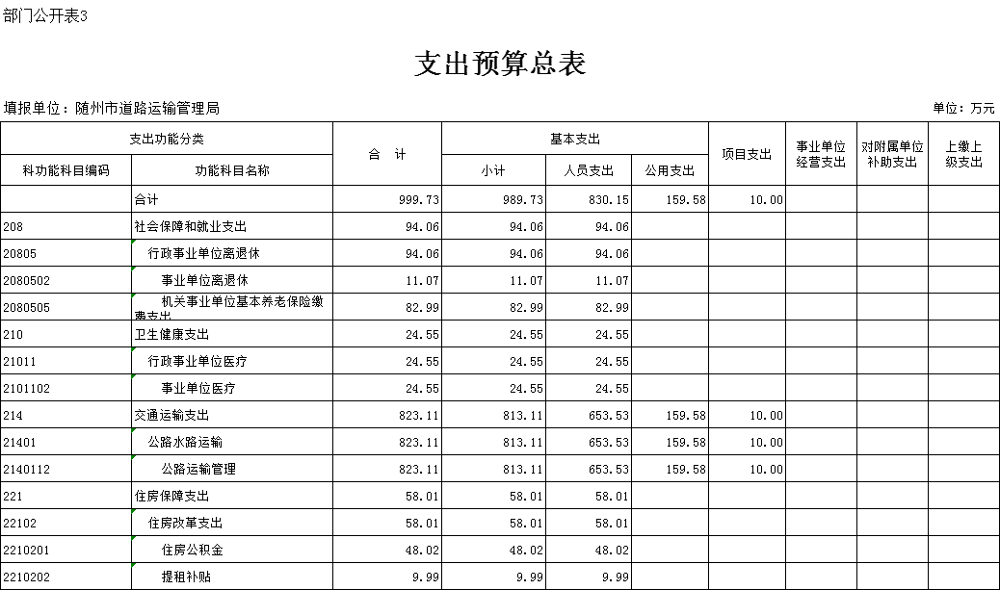 部门公开表3
支出预算总表
填报单位：随州市道路运输管理局 单位：万元
支出功能分类 合 计 基本支出 项目支出 事业单位经营支出 对附属单位补助支出 上缴上级支出
科功能科目编码 功能科目名称 小计 人员支出 公用支出
合计 999.73 989.73 830.15 159.58 10.00
208 社会保障和就业支出 94.06 94.06 94.06
20805 行政事业单位离退休 94.06 94.06 94.06
2080502 事业单位离退休 11.07 11.07 11.07
2080505 机关事业单位基本养老保险缴费支出 82.99 82.99 82.99
210 卫生健康支出 24.55 24.55 24.55
21011 行政事业单位医疗 24.55 24.55 24.55
2101102 事业单位医疗 24.55 24.55 24.55
214 交通运输支出 823.11 813.11 653.53 159.58 10.00
21401 公路水路运输 823.11 813.11 653.53 159.58 10.00
2140112 公路运输管理 823.11 813.11 653.53 159.58 10.00
221 住房保障支出 58.01 58.01 58.01
22102 住房改革支出 58.01 58.01 58.01
2210201 住房公积金 48.02 48.02 48.02
2210202 提租补贴 9.99 9.99 9.99